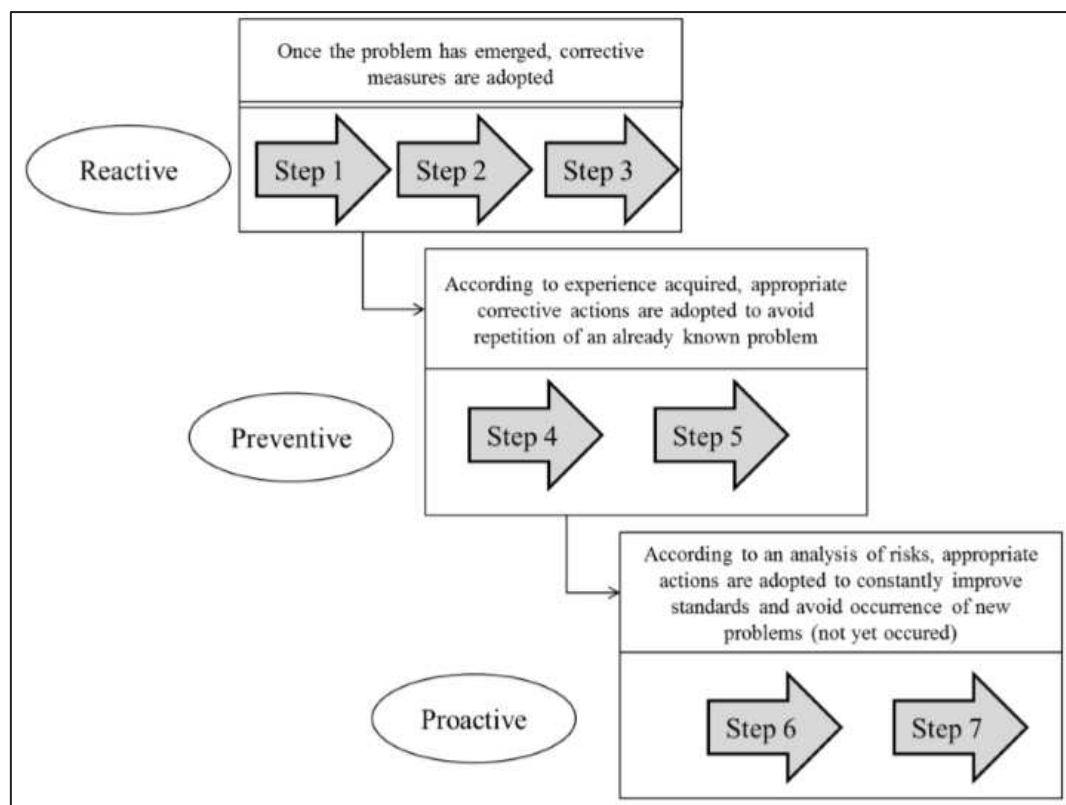 Once the problem has emerged, corrective
measures are adopted
Reactive
Step 1
Step 2
Step 3
According to experience acquired, appropriate
corrective actions are adopted to avoid
repetition of an already known problem
Preventive
Step 4
Step 5
According to an analysis of risks, appropriate
actions are adopted to constantly improve
standards and avoid occurrence of new
problems (not yet occured)
Proactive
Step 6
Step 7